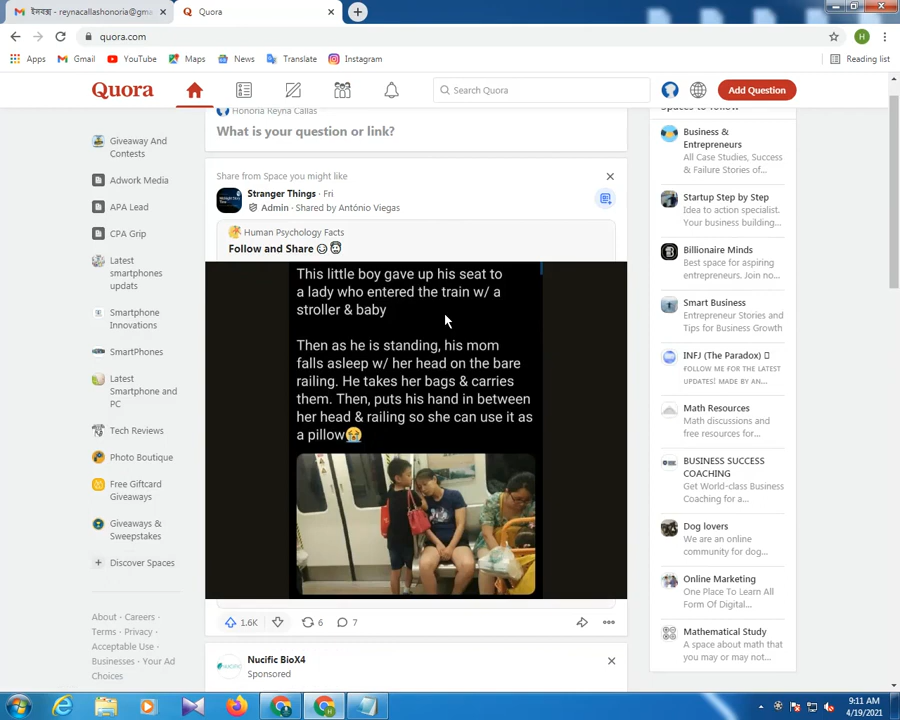 ইনবক্স - reynacallashonoria@gma
Quora
quora.com
Apps
Gmail
YouTube
Maps
News
Translate
Instagram
Reading list
H
Quora
Search Quora
Add Question
Honoria Reyna Callas
What is your question or link?
Giveaway And
Contests
Adwork Media
APA Lead
CPA Grip
Latest
smartphones
updats
Smartphone
Innovations
SmartPhones
Latest
Smartphone and
PC
Tech Reviews
Photo Boutique
Free Giftcard
Giveaways
Giveaways &
Sweepstakes
Discover Spaces
About · Careers ·
Terms · Privacy ·
Acceptable Use ·
Businesses · Your Ad
Choices
Share from Space you might like
Stranger Things · Fri
Admin · Shared by António Viegas
Human Psychology Facts
Follow and Share
This little boy gave up his seat to
a lady who entered the train w/ a
stroller & baby
Then as he is standing, his mom
falls asleep w/ her head on the bare
railing. He takes her bags & carries
them. Then, puts his hand in between
her head & railing so she can use it as
a pillow😭
1.6K
6
7
Nucific BioX4
Sponsored
Spaces to follow
Business &
Entrepreneurs
All Case Studies, Success
& Failure Stories of...
Startup Step by Step
Idea to action specialist.
Your business building...
Billionaire Minds
Best space for aspiring
entrepreneurs. Join no...
Smart Business
Entrepreneur Stories and
Tips for Business Growth
INFJ (The Paradox)
FOLLOW ME FOR THE LATEST
UPDATES! MADE BY AN...
Math Resources
Math discussions and
free resources for...
BUSINESS SUCCESS
COACHING
Get World-class Business
Coaching for a...
Dog lovers
We are an online
community for dog...
Online Marketing
One Place To Learn All
Form Of Digital...
Mathematical Study
A space about math that
you may or may not...
9:11 AM
4/19/2021